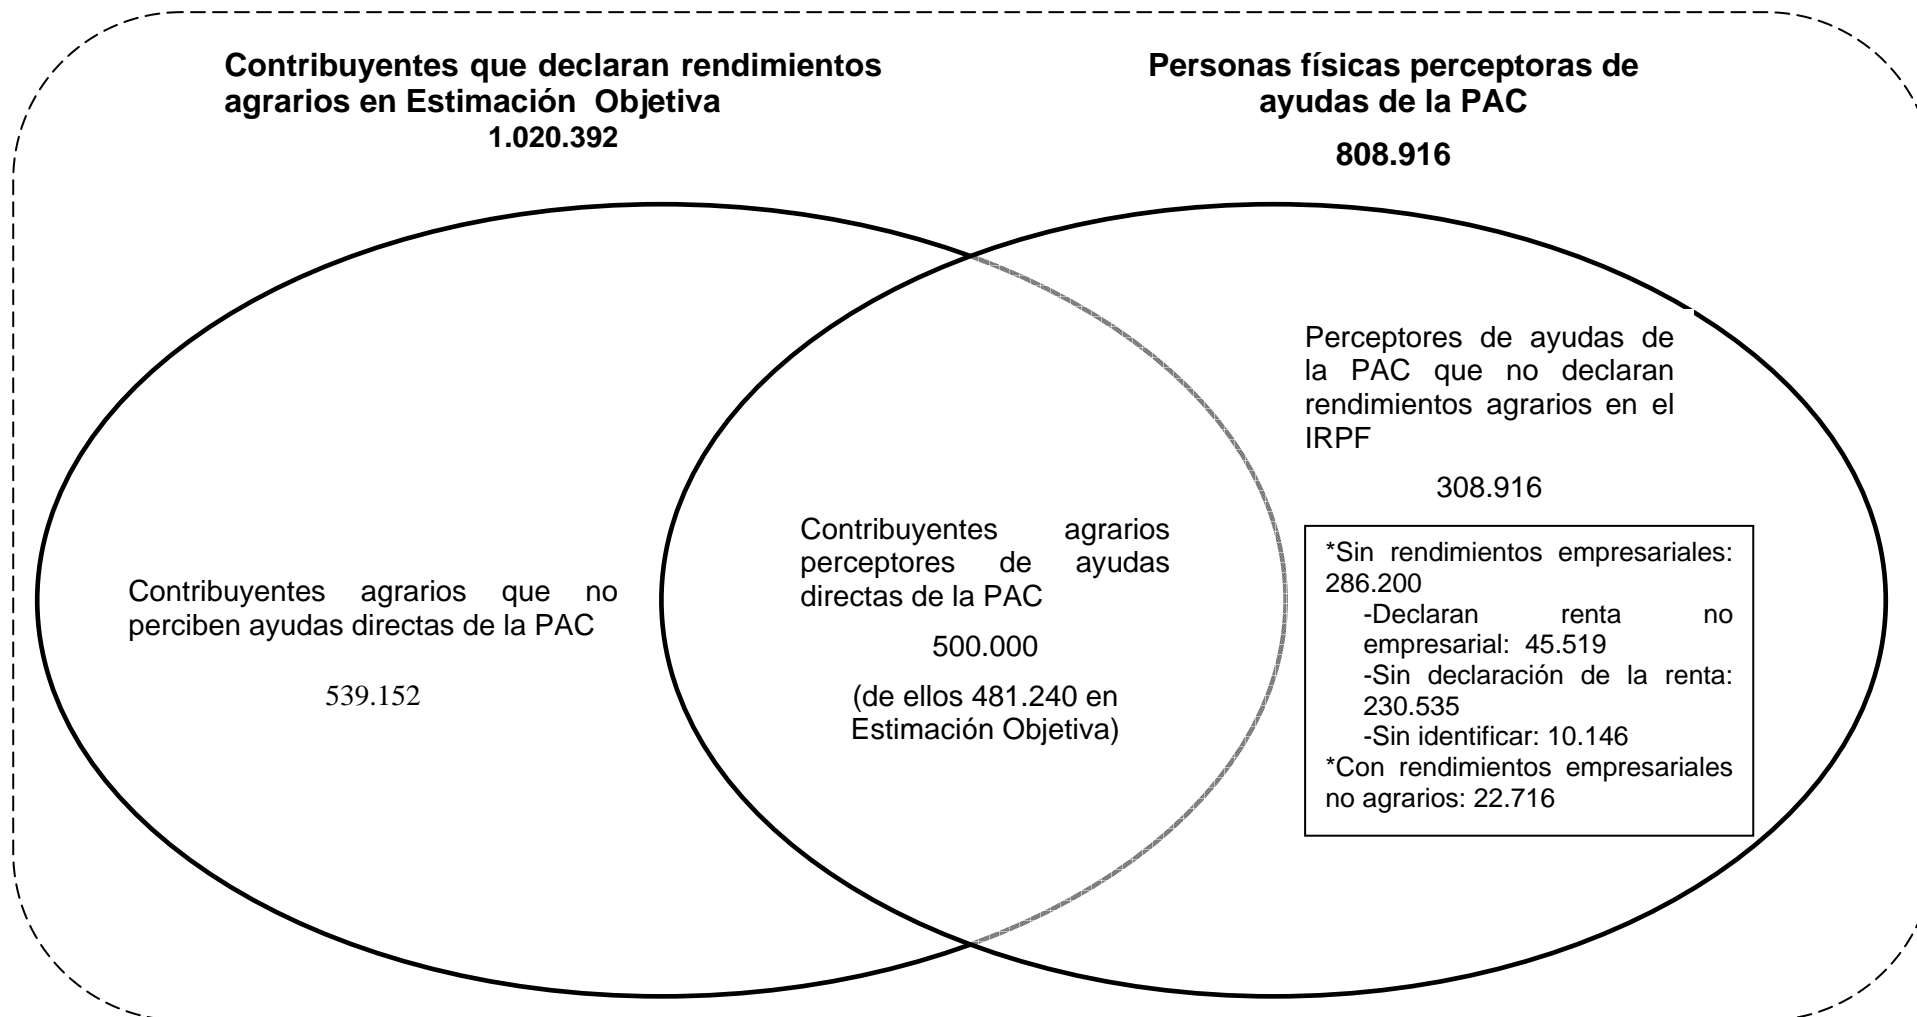 Contribuyentes que declaran rendimientos
agrarios en Estimación Objetiva
1.020.392
Personas físicas perceptoras de
ayudas de la PAC
808.916
Contribuyentes agrarios que no
perciben ayudas directas de la PAC
539.152
Contribuyentes agrarios
perceptores de ayudas
directas de la PAC
500.000
(de ellos 481.240 en
Estimación Objetiva)
Perceptores de ayudas de
la PAC que no declaran
rendimientos agrarios en el
IRPF
308.916
*Sin rendimientos empresariales:
286.200
-Declaran renta no
empresarial: 45.519
-Sin declaración de la renta:
230.535
-Sin identificar: 10.146
*Con rendimientos empresariales
no agrarios: 22.716